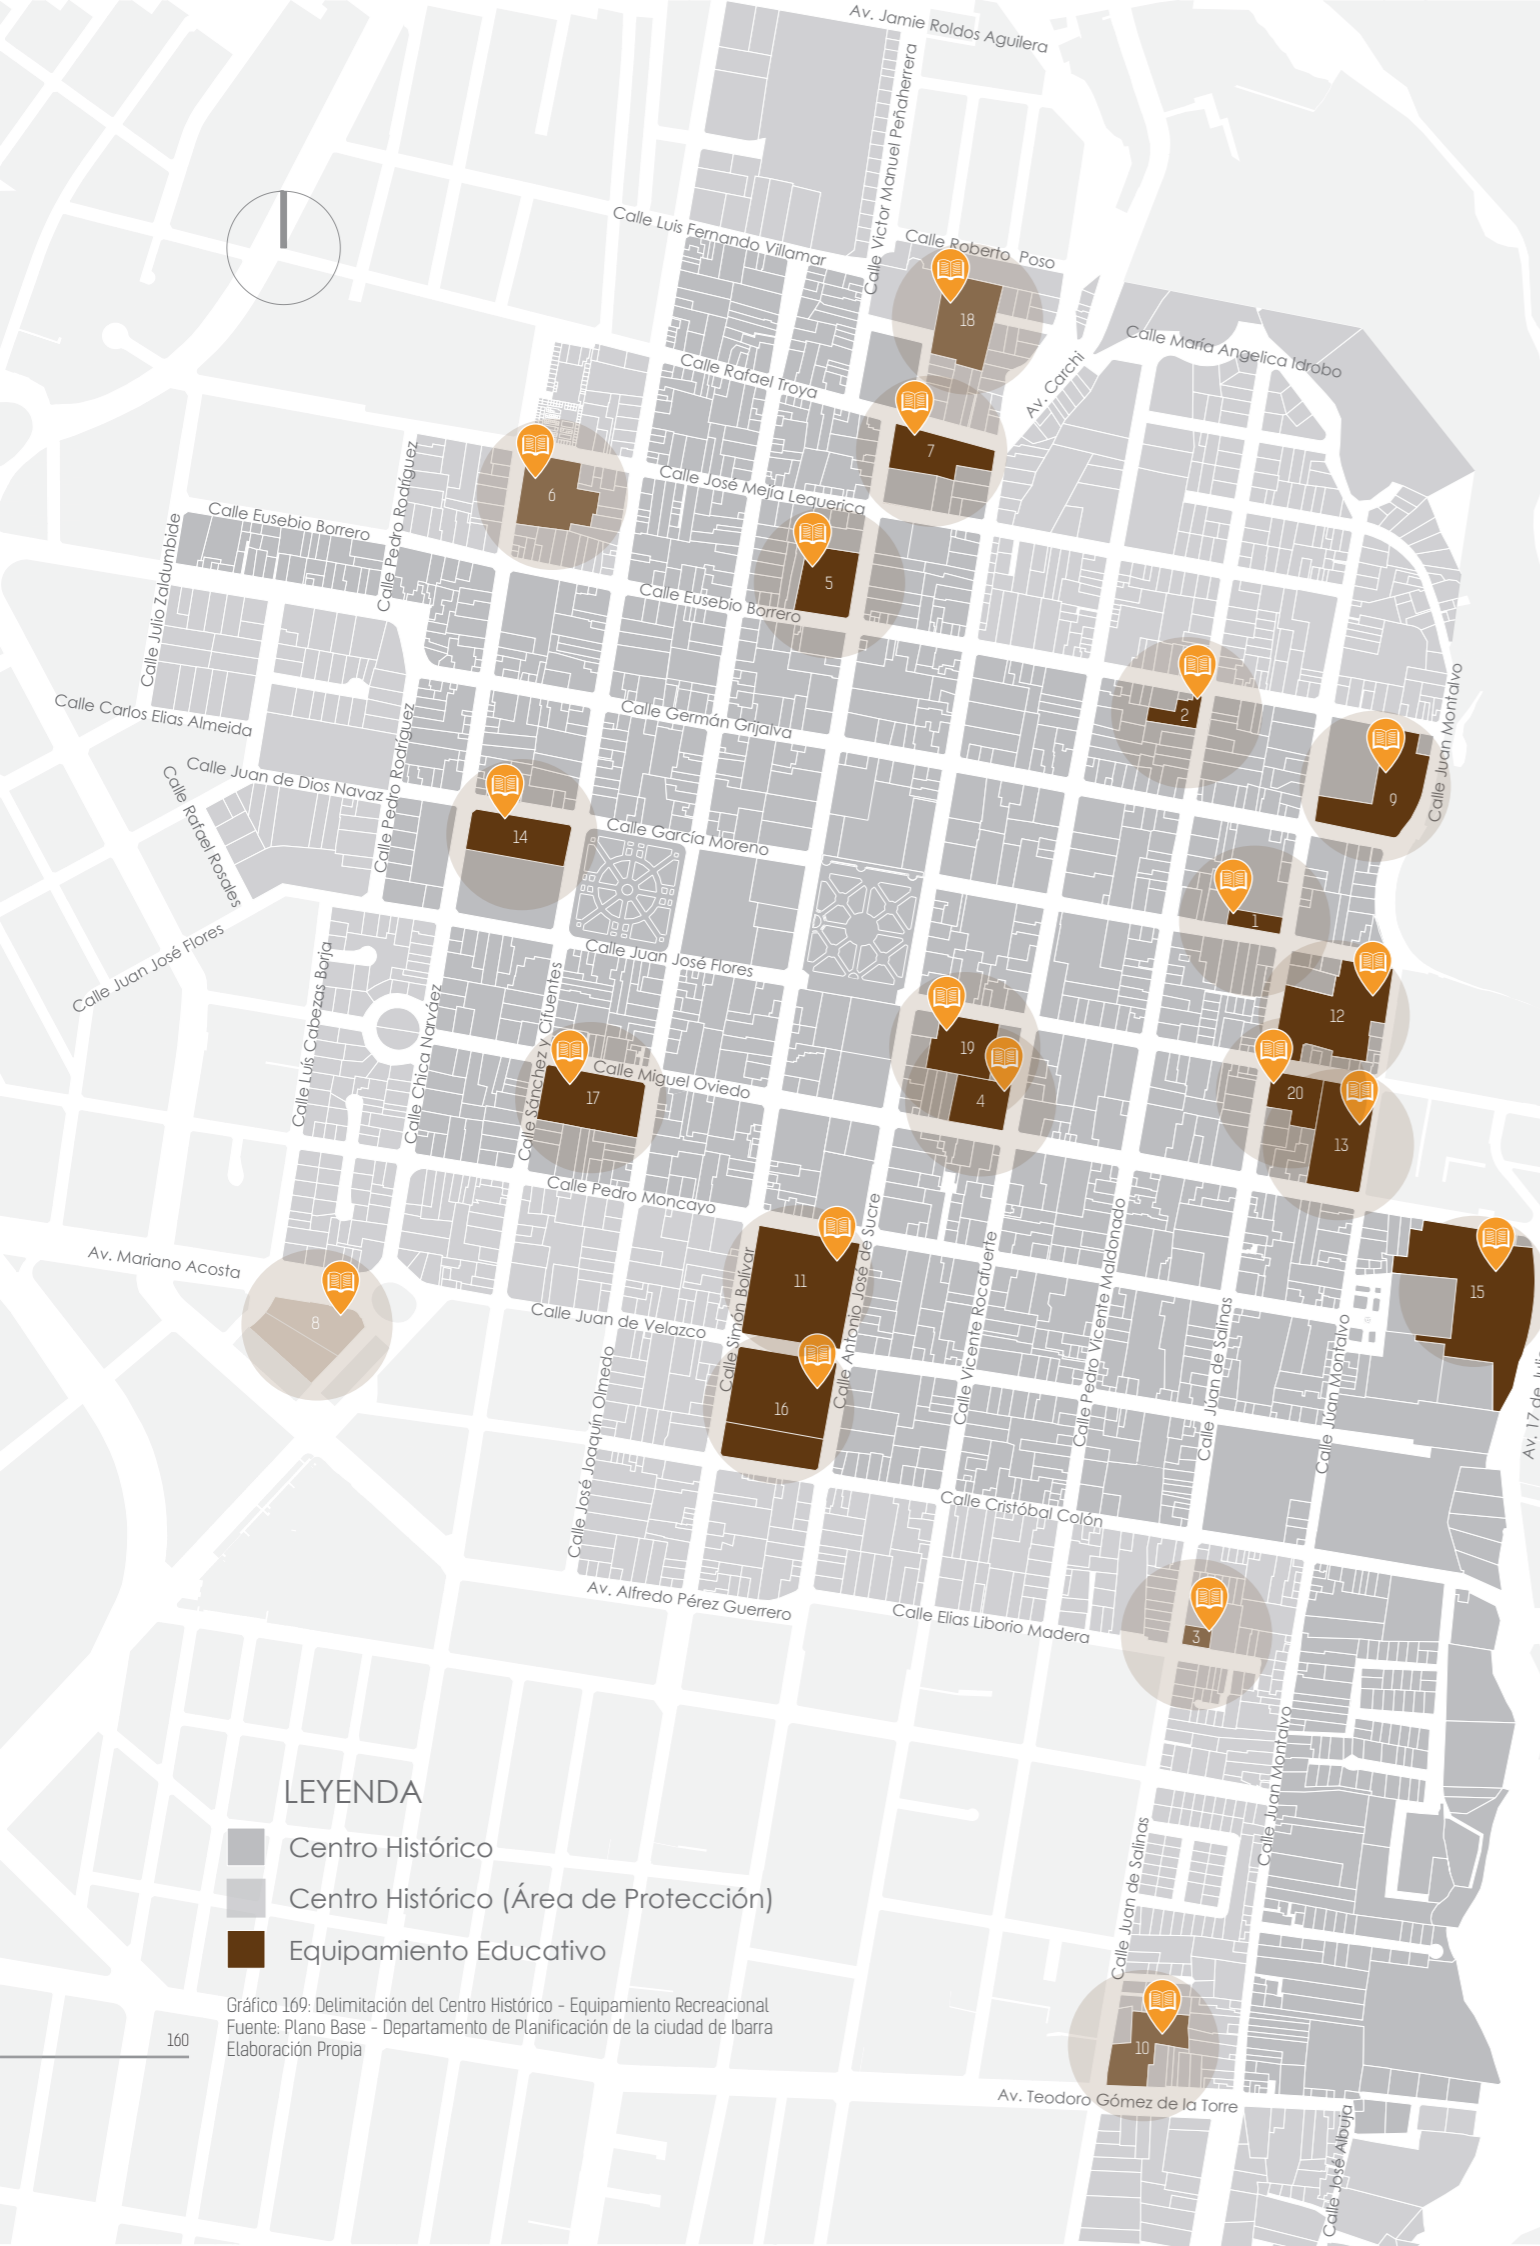 Av. Jamie Roldos Aguilera
Calle Victor Manuel Peñaherrera
Calle Luis Fernando Villamar
Calle Roberto Poso
18
Calle María Angelica Idrobo
Calle Rafael Troya
Av. Carchi
7
Calle José Mejía Lequerica
6
Calle Pedro Rodríguez
Calle Eusebio Borrero
Calle Julio Zaldumbide
5
Calle Eusebio Borrero
Calle Juan Montalvo
2
Calle Carlos Elias Almeida
Calle Germán Grijalva
Calle Pedro Rodríguez
Calle Juan de Dios Navaz
9
Calle Rafael Rosales
14
Calle García Moreno
1
Calle Juan José Flores
Calle Juan José Flores
Calle Luís Cabezas Borja
Calle Chica Narváez
Calle Sánchez y Cifuentes
12
19
Calle Miguel Oviedo
17
4
20
13
Calle Pedro Moncayo
Calle Antonio José de Sucre
Calle Simón Bolívar
Calle Vicente Rocafuerte
Calle Pedro Vicente Maldonado
Av. Mariano Acosta
11
15
8
Calle Juan de Velazco
Calle José Joaquín Olmedo
Calle Juan de Salinas
Calle Juan Montalvo
Av. 17 de Juli
16
Calle Cristóbal Colón
Av. Alfredo Pérez Guerrero
Calle Elias Liborio Madera
3
Calle Juan Montalvo
Calle Juan de Salinas
LEYENDA
Centro Histórico
Centro Histórico (Área de Protección)
Equipamiento Educativo
Gráfico 169: Delimitación del Centro Histórico - Equipamiento Recreacional
Fuente: Plano Base - Departamento de Planificación de la ciudad de Ibarra
Elaboración Propia
160
10
Av. Teodoro Gómez de la Torre
Calle José Albuja